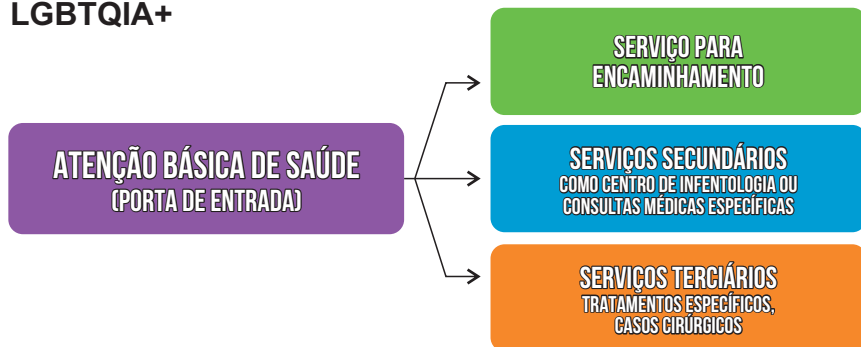 LGBTQIA+
SERVIÇO PARA
ENCAMINHAMENTO
ATENÇÃO BÁSICA DE SAÚDE
(PORTA DE ENTRADA)
SERVIÇOS SECUNDÁRIOS
COMO CENTRO DE INFENTOLOGIA OU
CONSULTAS MÉDICAS ESPECÍFICAS
SERVIÇOS TERCIÁRIOS
TRATAMENTOS ESPECÍFICOS,
CASOS CIRÚRGICOS